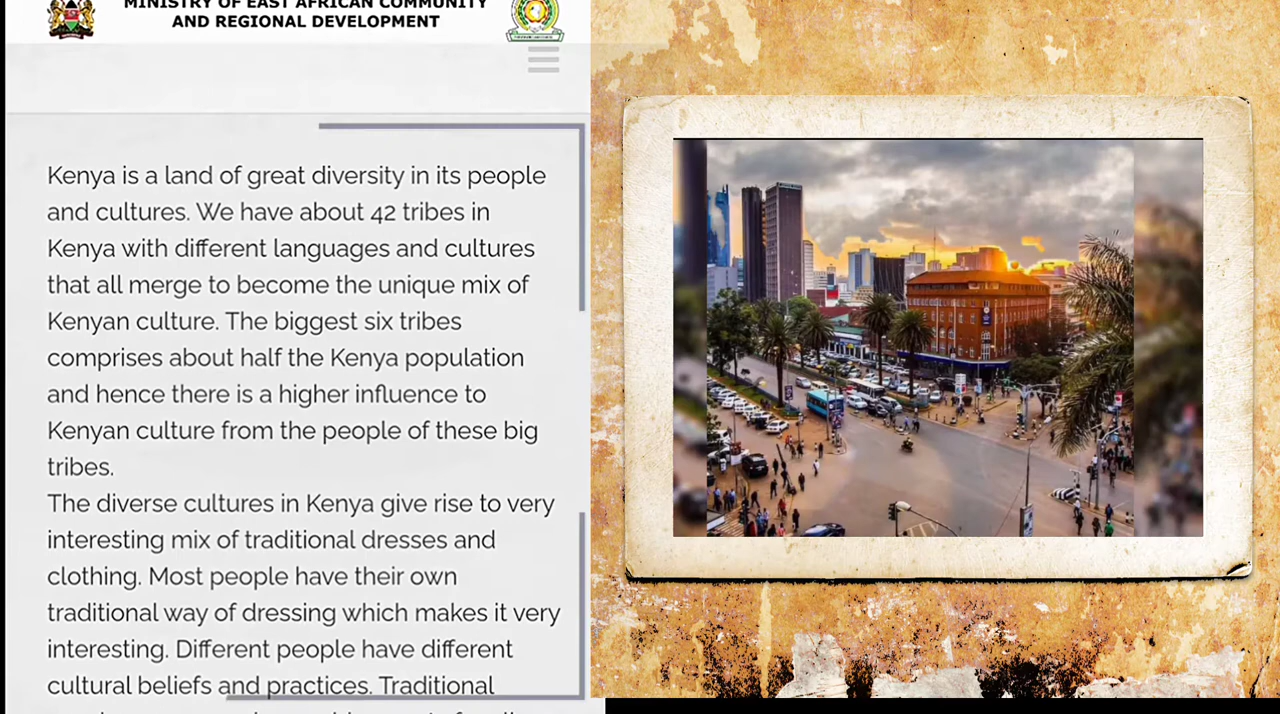 MINISTRY OF EAST AFRICAN COMMUNITY
AND REGIONAL DEVELOPMENT
Kenya is a land of great diversity in its people
and cultures. We have about 42 tribes in
Kenya with different languages and cultures
that all merge to become the unique mix of
Kenyan culture. The biggest six tribes
comprises about half the Kenya population
and hence there is a higher influence to
Kenyan culture from the people of these big
tribes.
The diverse cultures in Kenya give rise to very
interesting mix of traditional dresses and
clothing. Most people have their own
traditional way of dressing which makes it very
interesting. Different people have different
cultural beliefs and practices. Traditional